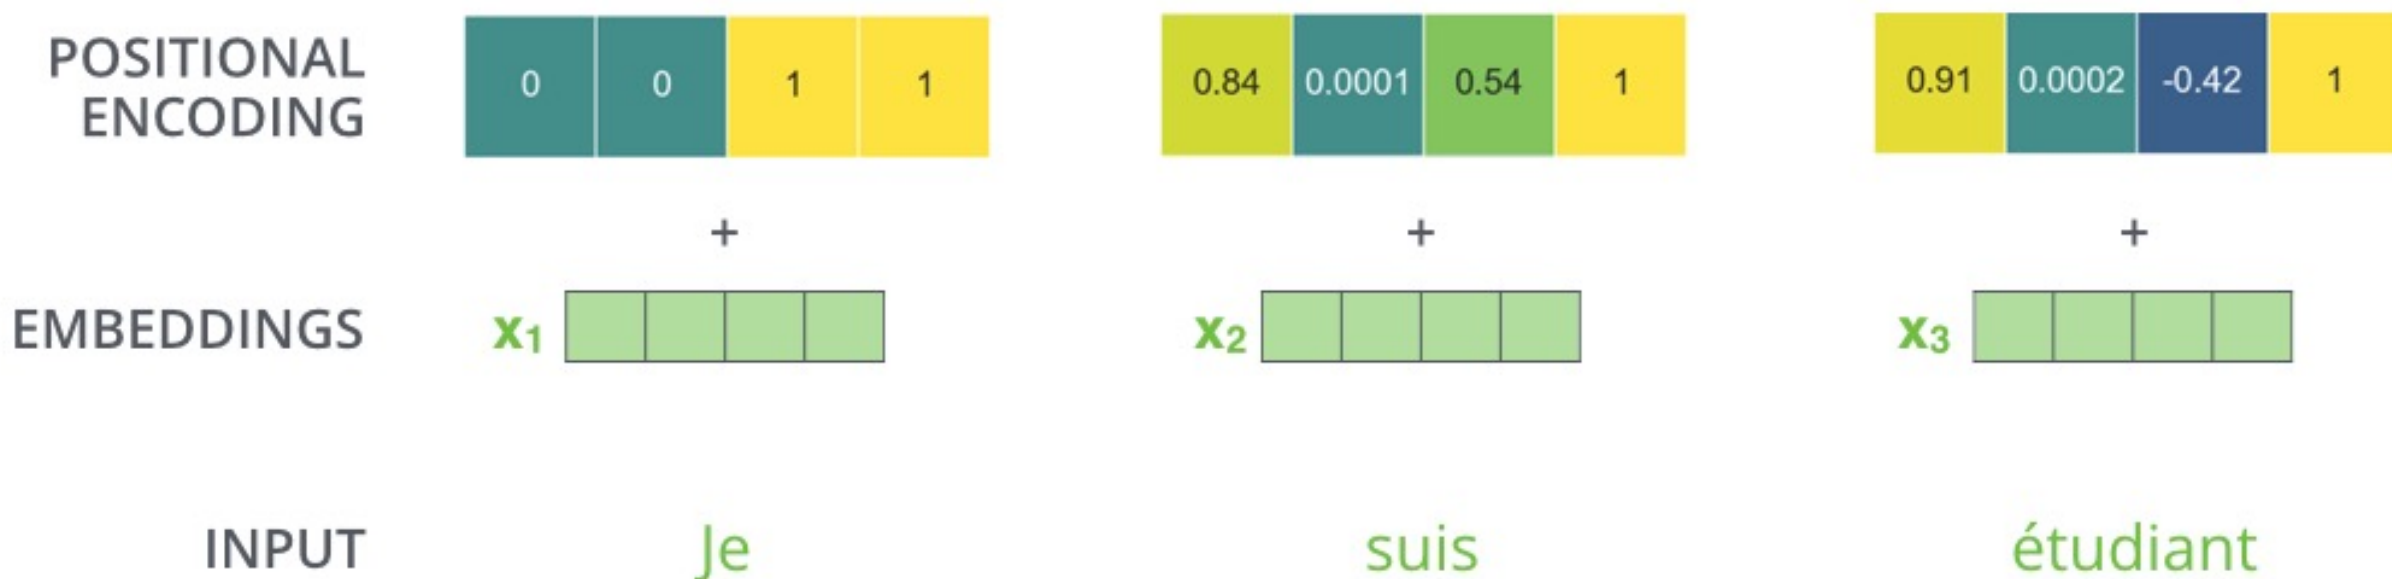 POSITIONAL
ENCODING
0 0 1 1
0.84 0.0001 0.54 1
0.91 0.0002 -0.42 1
+ + +
EMBEDDINGS x1 x2 x3
INPUT Je suis étudiant